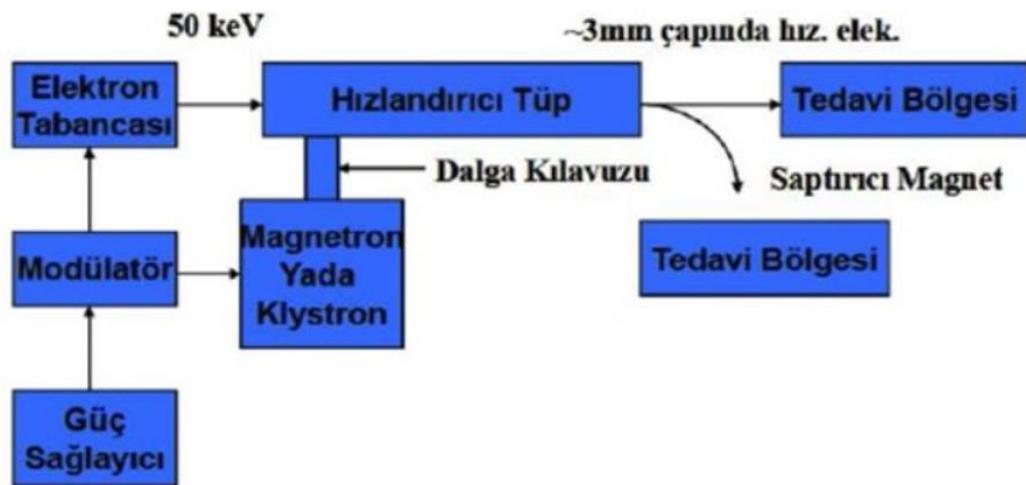 50 keV
~3mm çapında hız. elek.
Elektron
Tabancası
Hızlandırıcı Tüp
Tedavi Bölgesi
Dalga Kılavuzu
Saptırıcı Magnet
Magnetron
Yada
Klystron
Modülatör
Tedavi Bölgesi
Güç
Sağlayıcı